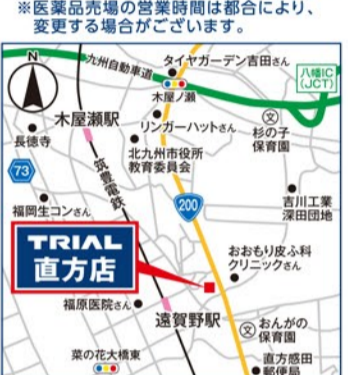 ※医薬品売場の営業時間は都合により、
変更する場合がございます。
N
九州自動車道
タイヤガーデン吉田さん
八幡IC
(JCT)
木屋ノ瀬
木屋瀬駅
リンガーハットさん
杉の子
保育園
文
長徳寺
北九州市役所
教育委員会
73
筑豊電鉄
200
福岡生コンさん
吉川工業
深田団地
TRIAL
直方店
おおもり皮ふ科
クリニックさん
福原医院さん
遠賀野駅
文
おんがの
保育園
菜の花大橋東
直方感田
郵便局